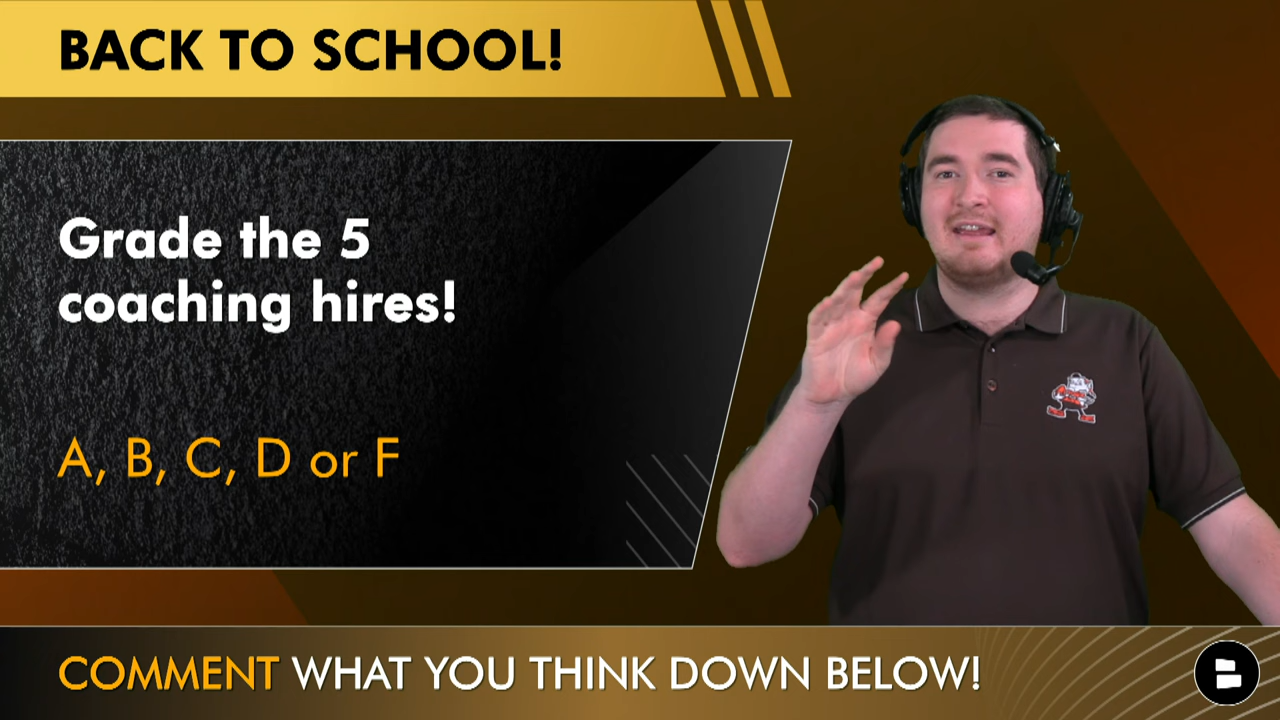 BACK TO SCHOOL!
Grade the 5
coaching hires!
A, B, C, D or F
COMMENT WHAT YOU THINK DOWN BELOW!